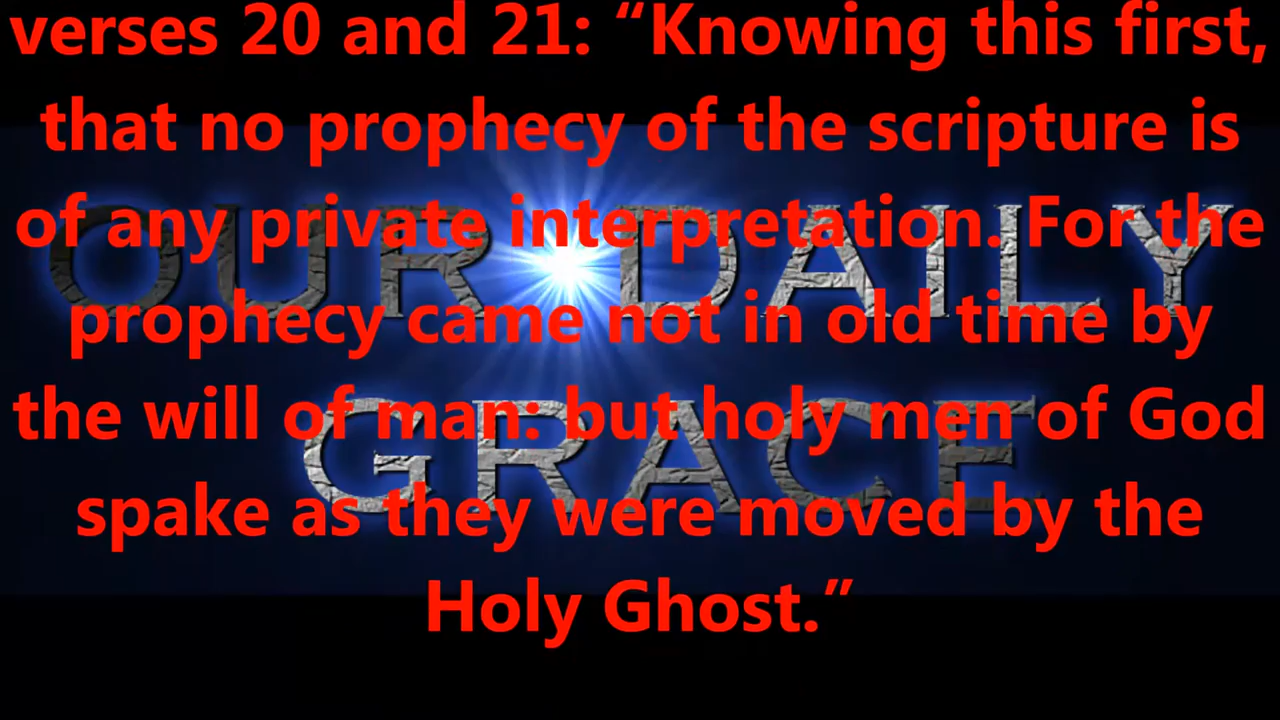 verses 20 and 21: “Knowing this first,
that no prophecy of the scripture is
of any private interpretation. For the
prophecy came not in old time by
the will of man: but holy men of God
spake as they were moved by the
Holy Ghost.”
OUR DAILY
GRACE